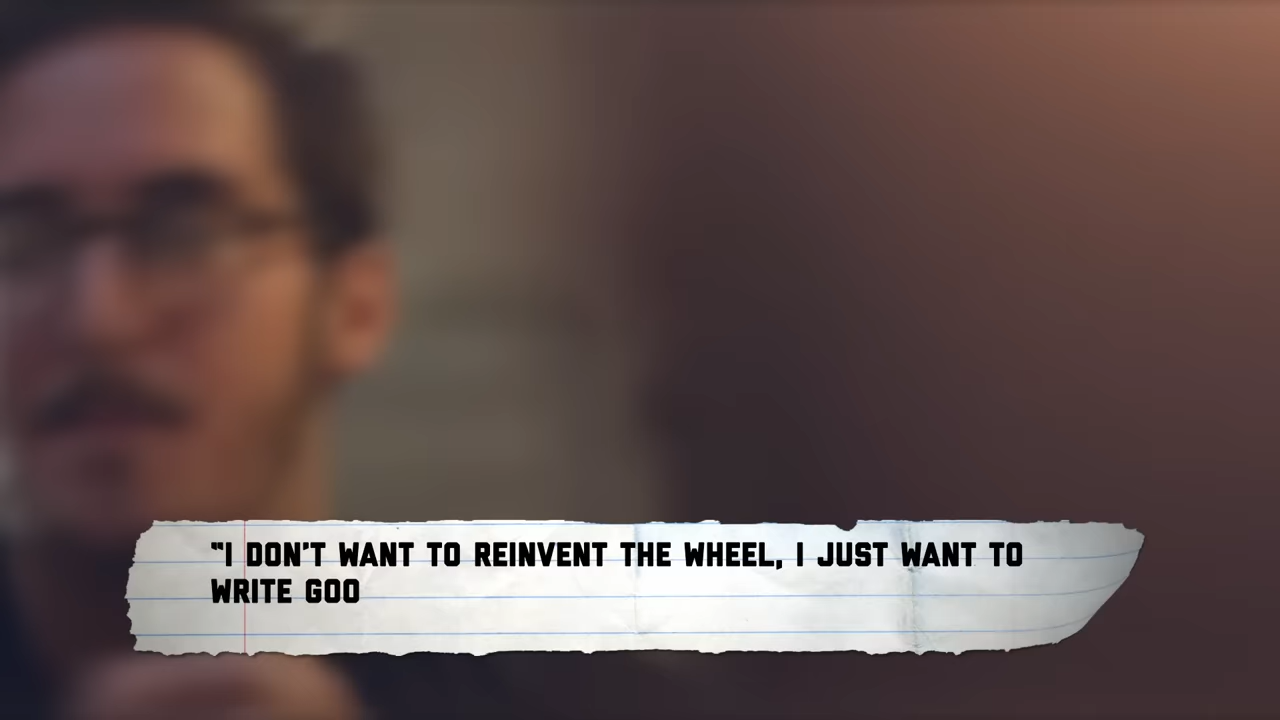 “I DON’T WANT TO REINVENT THE WHEEL, I JUST WANT TO
WRITE GOO